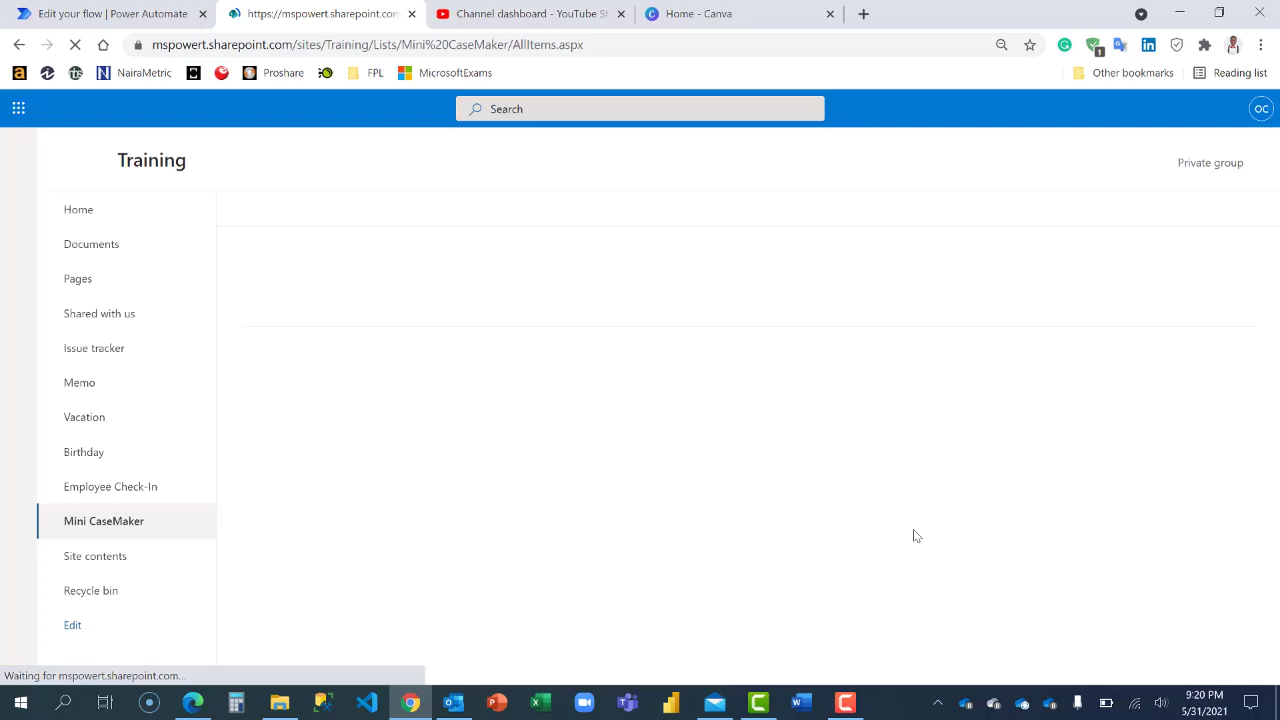 Edit your flow | Power Automate
https://mspowert.sharepoint.com
Channel dashboard - YouTube St
Home - Canva
mspowert.sharepoint.com/sites/Training/Lists/Mini%20CaseMaker/AllItems.aspx
NairaMetric
Proshare
FPL
MicrosoftExams
Other bookmarks
Reading list
Search
OC
Training
Private group
Home
Documents
Pages
Shared with us
Issue tracker
Memo
Vacation
Birthday
Employee Check-In
Mini CaseMaker
Site contents
Recycle bin
Edit
Waiting for mspowert.sharepoint.com...
9:20 PM
5/31/2021